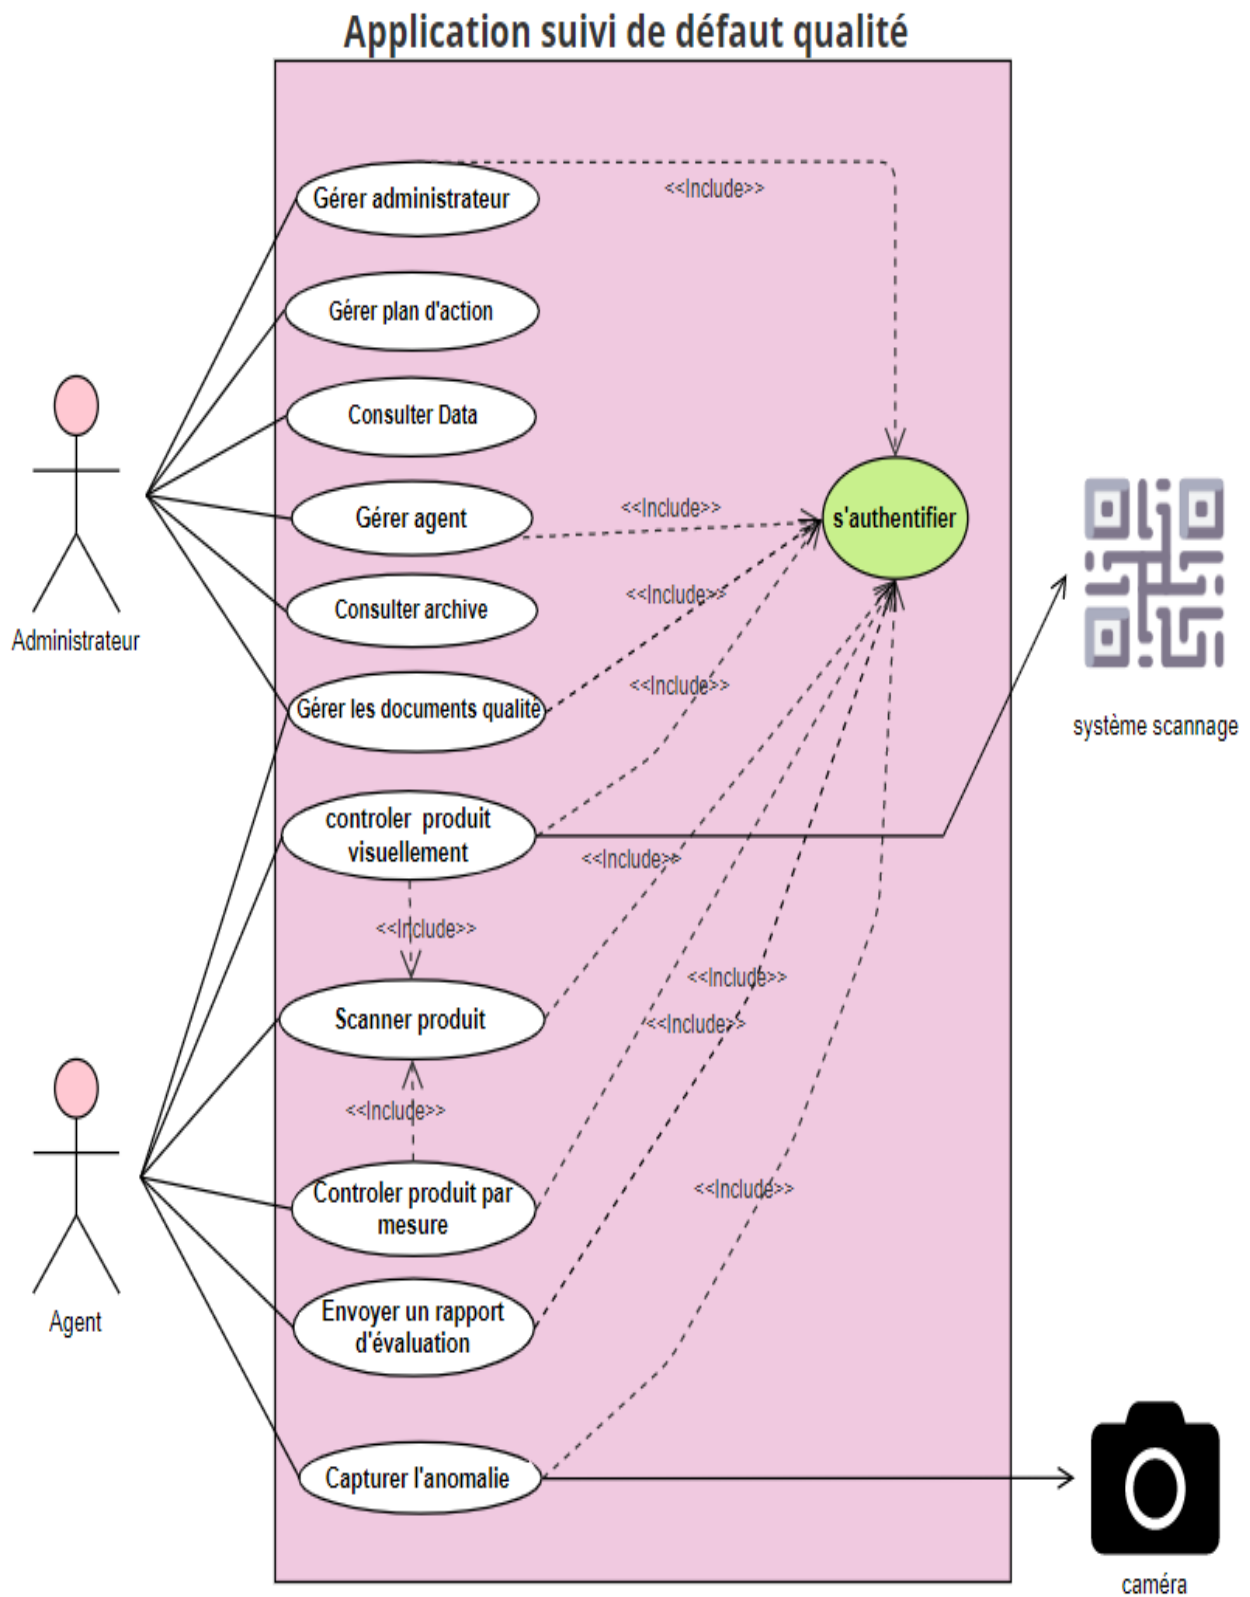 Application suivi de défaut qualité
Gérer administrateur
<<Include>>
Gérer plan d'action
Consulter Data
Gérer agent
<<Include>>
s'authentifier
Consulter archive
<<Include>>
Administrateur
Gérer les documents qualité
<<Include>>
système scannage
controler produit
visuellement
<<Include>>
<<Include>>
<<Include>>
Scanner produit
<<Include>>
<<Include>>
Controler produit par
mesure
<<Include>>
Envoyer un rapport
d'évaluation
Agent
Capturer l'anomalie
caméra